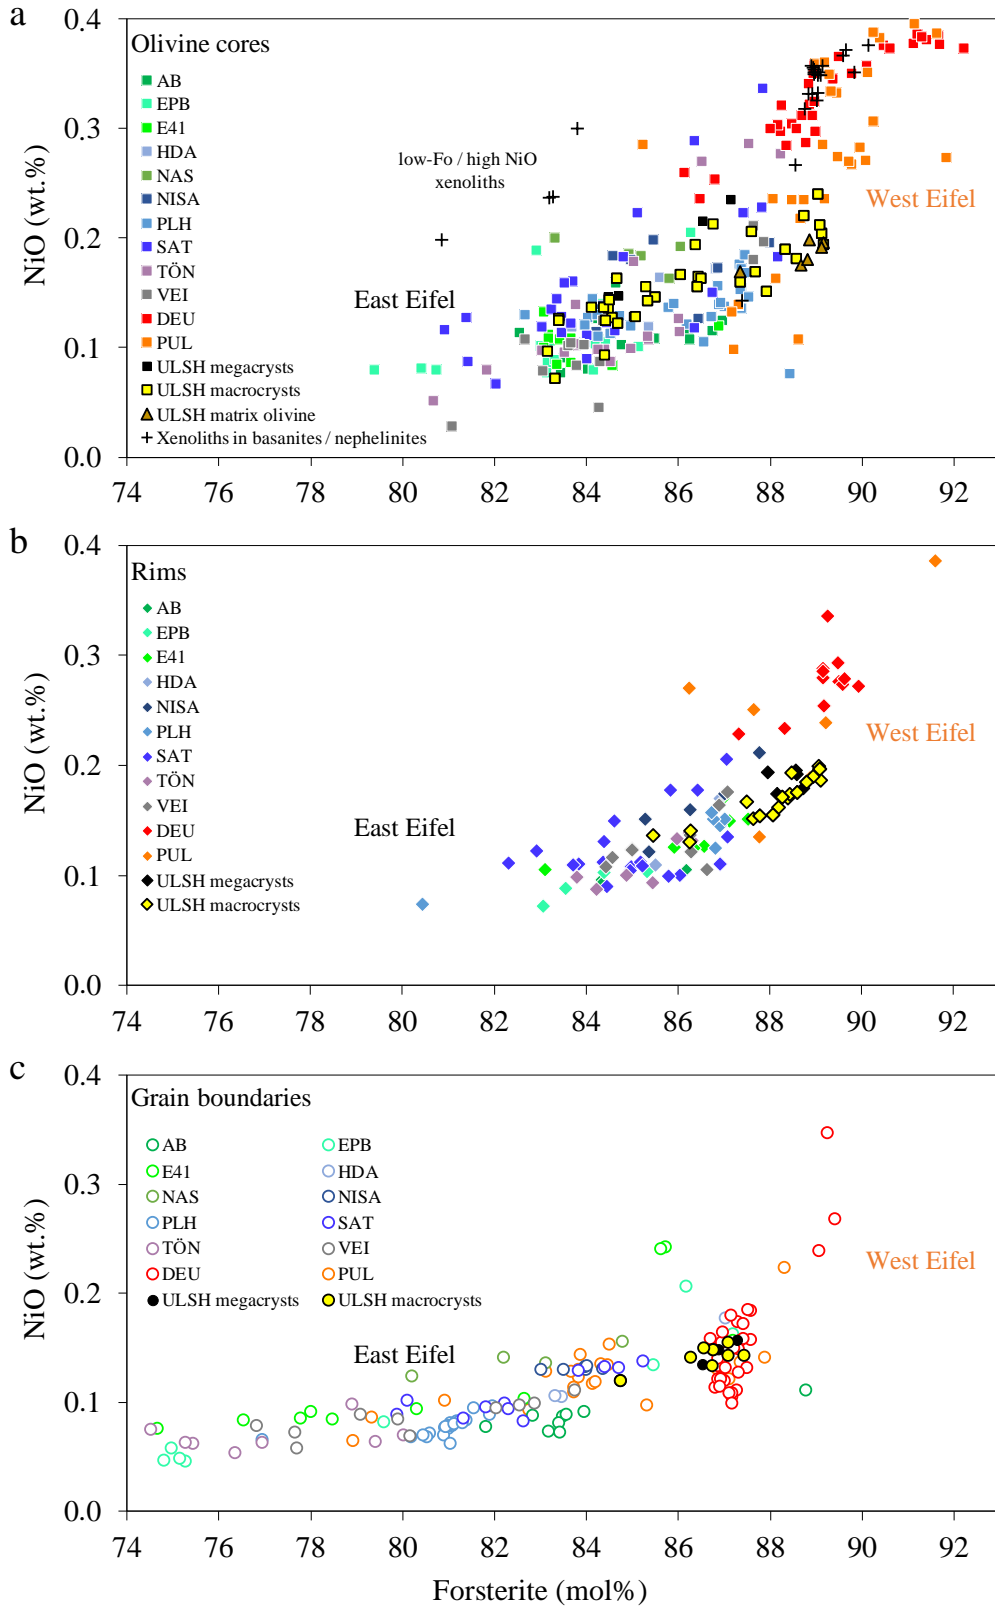 a
Olivine cores
AB
EPB
E41
HDA
NAS
NISA
PLH
SAT
TÖN
VEI
DEU
PUL
ULSH megacrysts
ULSH macrocrysts
ULSH matrix olivine
Xenoliths in basanites / nephelinites
low-Fo / high NiO
xenoliths
West Eifel
East Eifel
NiO (wt.%)
0.4
0.3
0.2
0.1
0.0
74 76 78 80 82 84 86 88 90 92
b
Rims
AB
EPB
E41
HDA
NISA
PLH
SAT
TÖN
VEI
DEU
PUL
ULSH megacrysts
ULSH macrocrysts
West Eifel
East Eifel
NiO (wt.%)
0.4
0.3
0.2
0.1
0.0
74 76 78 80 82 84 86 88 90 92
c
Grain boundaries
AB EPB
E41 HDA
NAS NISA
PLH SAT
TÖN VEI
DEU PUL
ULSH megacrysts ULSH macrocrysts
West Eifel
East Eifel
NiO (wt.%)
0.4
0.3
0.2
0.1
0.0
74 76 78 80 82 84 86 88 90 92
Forsterite (mol%)